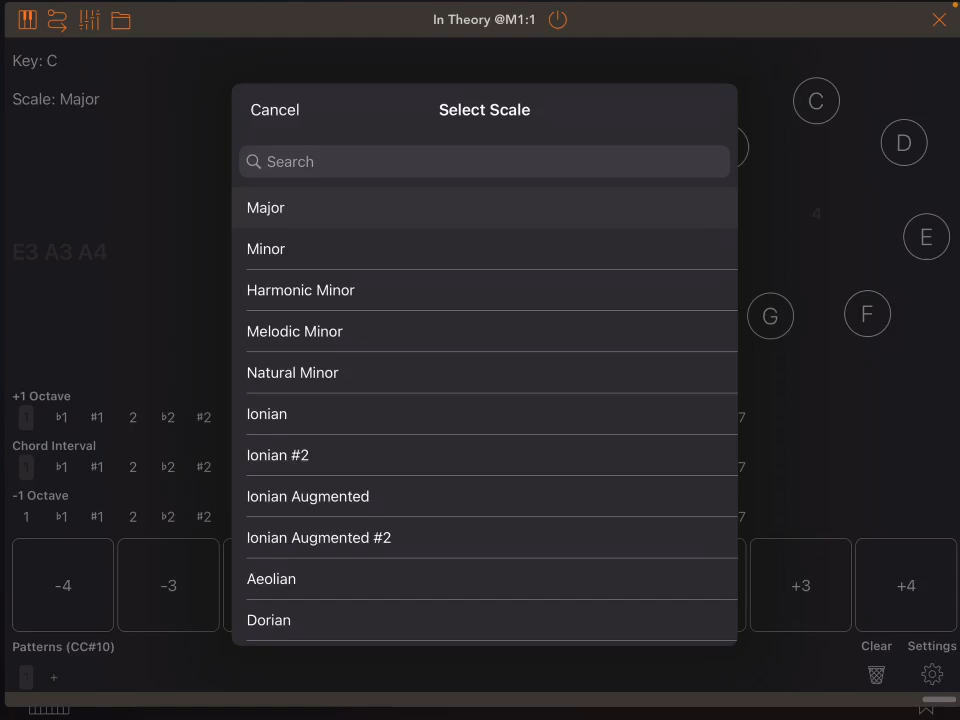 In Theory @M1:1
Key: C
Scale: Major
Cancel
Select Scale
Search
Major
Minor
Harmonic Minor
Melodic Minor
Natural Minor
Ionian
Ionian #2
Ionian Augmented
Ionian Augmented #2
Aeolian
Dorian
C
D
E
F
G
4
E3 A3 A4
+1 Octave
1 ♭1 #1 2 ♭2 #2 7
Chord Interval
1 ♭1 #1 2 ♭2 #2 7
-1 Octave
1 ♭1 #1 2 ♭2 #2 7
-4 -3 +3 +4
Patterns (CC#10)
Clear Settings
1 +